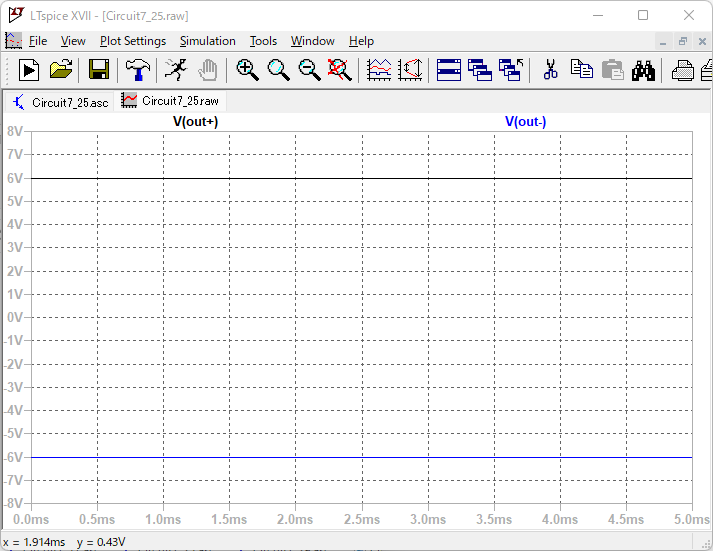 LTspice XVII - [Circuit7_25.raw]
File View Plot Settings Simulation Tools Window Help
Circuit7_25.asc Circuit7_25.raw
V(out+) V(out-)
8V
7V
6V
5V
4V
3V
2V
1V
0V
-1V
-2V
-3V
-4V
-5V
-6V
-7V
-8V
0.0ms 0.5ms 1.0ms 1.5ms 2.0ms 2.5ms 3.0ms 3.5ms 4.0ms 4.5ms 5.0ms
x = 1.914ms y = 0.43V